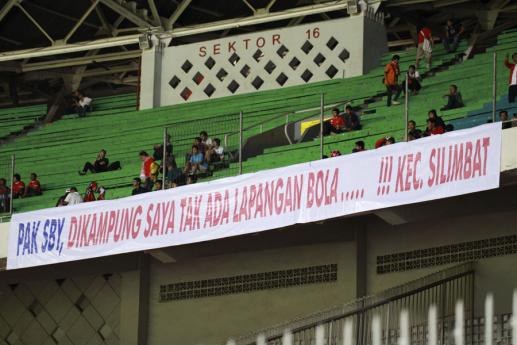 SEKTOR 16
PAK SBY, DIKAMPUNG SAYA TAK ADA LAPANGAN BOLA..... !!! KEC. SILIMBAT